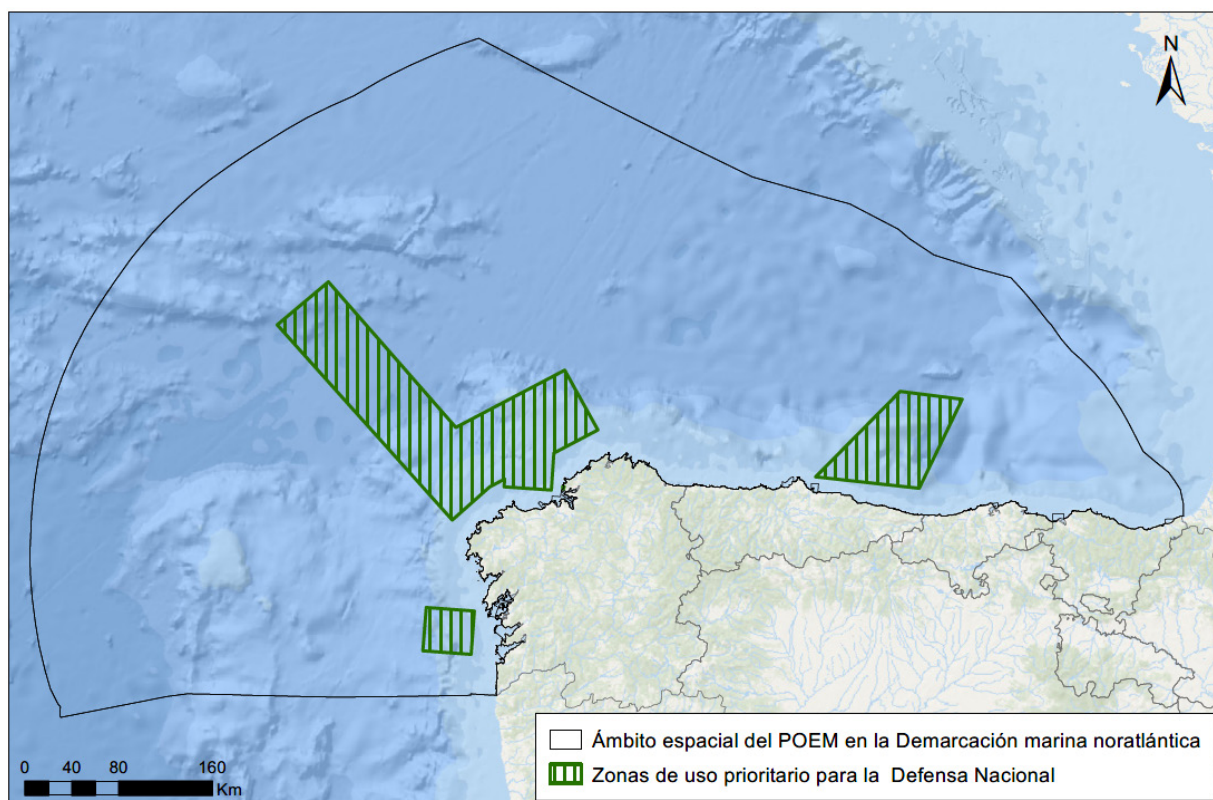 N
Ámbito espacial del POEM en la Demarcación marina noratlántica
Zonas de uso prioritario para la Defensa Nacional
0 40 80 160
Km